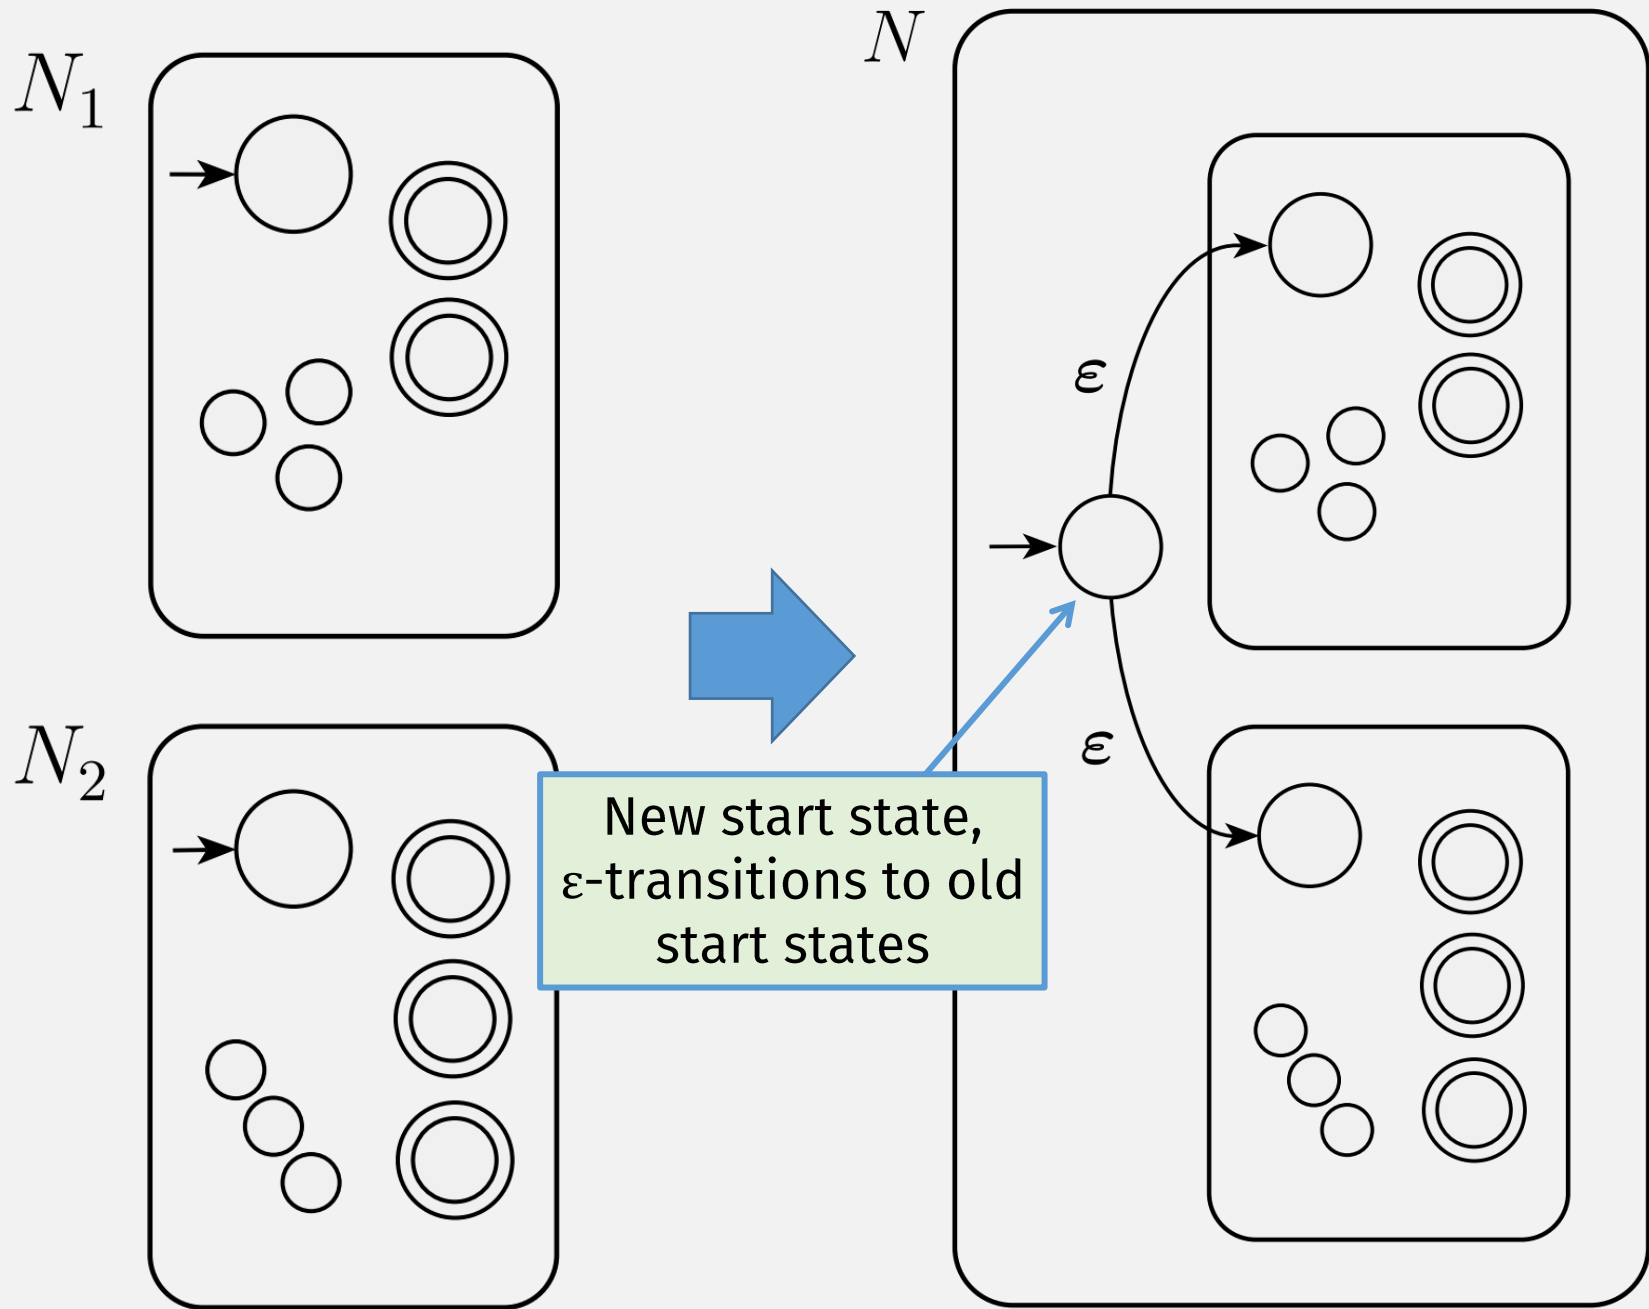 N₁
N
ε
ε
N₂
New start state,
ε-transitions to old
start states